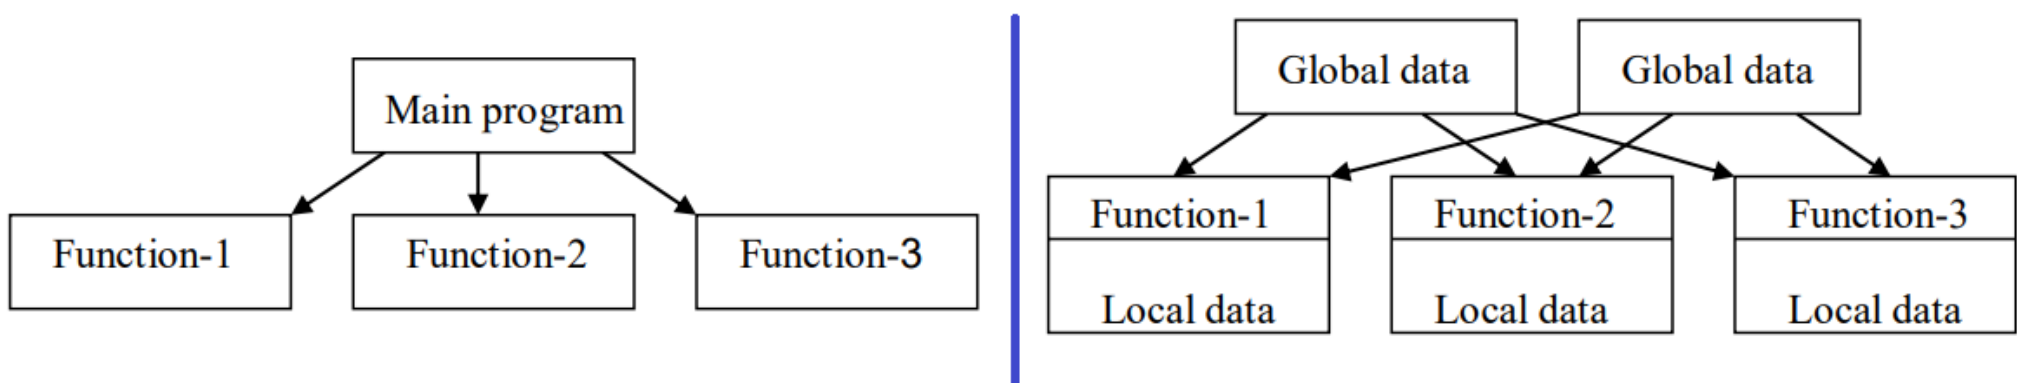 Main program
Function-1
Function-2
Function-3
Global data
Global data
Function-1
Function-2
Function-3
Local data
Local data
Local data